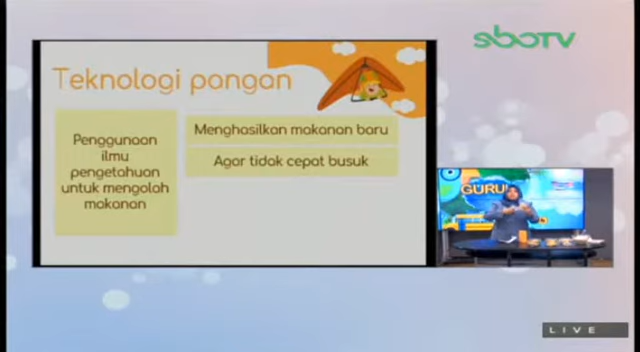 sboTV
Teknologi pangan
Penggunaan
ilmu
pengetahuan
untuk mengolah
makanan
Menghasilkan makanan baru
Agar tidak cepat busuk
GURU
LIVE